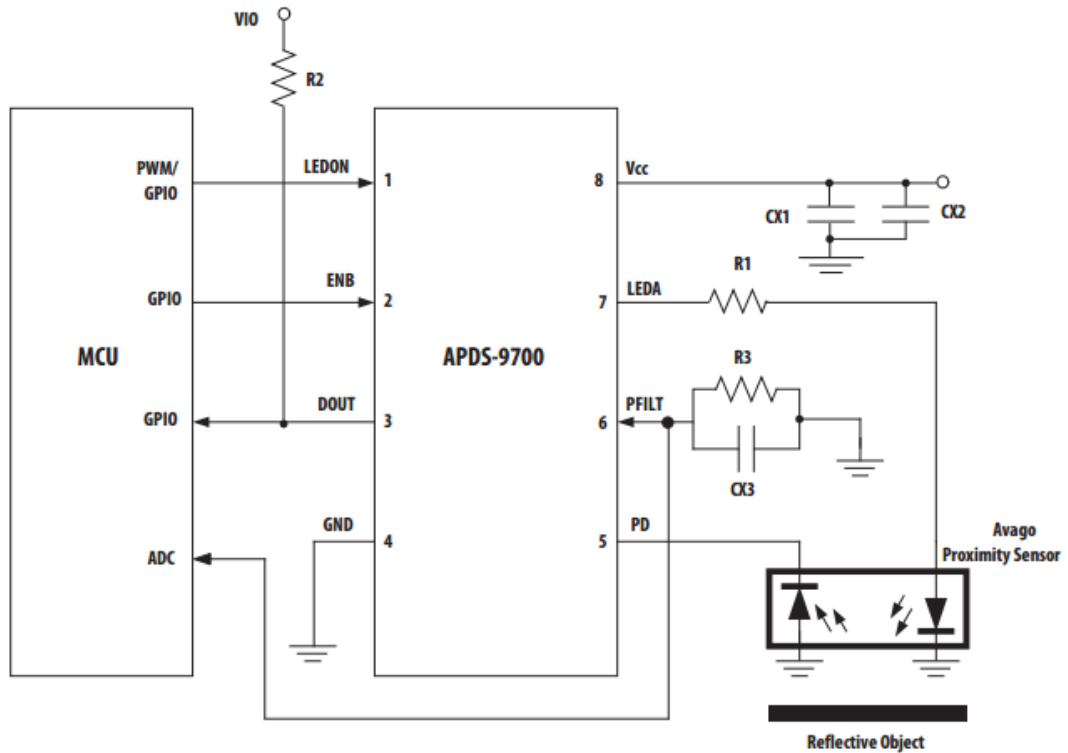 VIO
R2
PWM/
GPIO
LEDON
1
8
Vcc
CX1
CX2
R1
GPIO
ENB
2
7
LEDA
MCU
APDS-9700
R3
GPIO
DOUT
3
6
PFILT
CX3
GND
4
5
PD
ADC
Avago
Proximity Sensor
Reflective Object